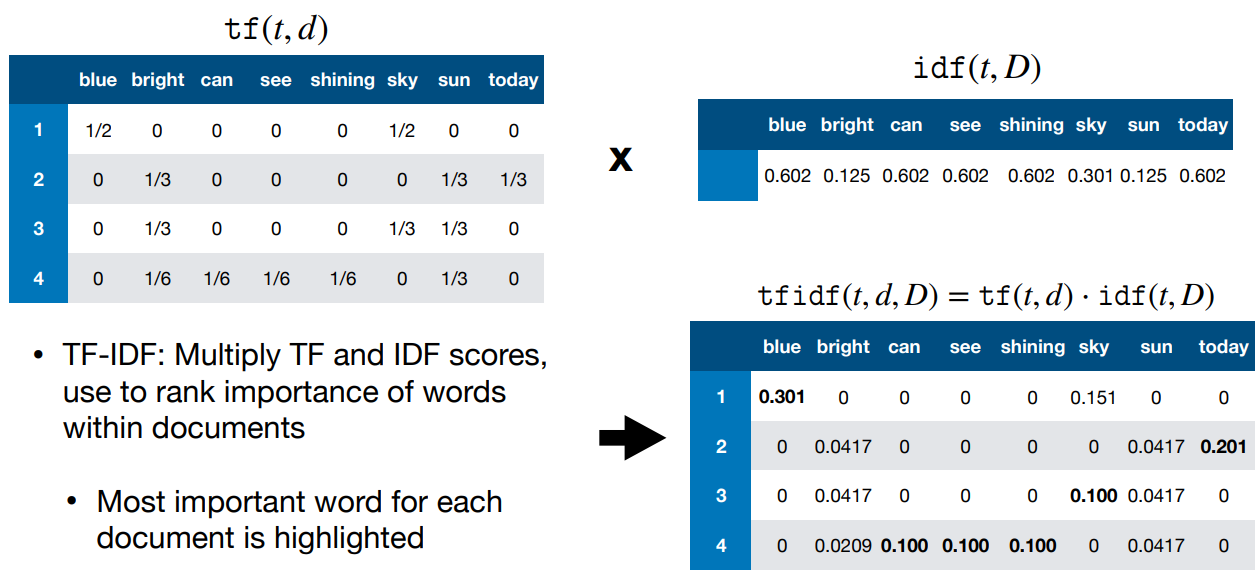 tf(t, d)
blue bright can see shining sky sun today
1 1/2 0 0 0 0 1/2 0 0
2 0 1/3 0 0 0 0 1/3 1/3
3 0 1/3 0 0 0 1/3 1/3 0
4 0 1/6 1/6 1/6 1/6 0 1/3 0
x
idf(t, D)
blue bright can see shining sky sun today
0.602 0.125 0.602 0.602 0.602 0.301 0.125 0.602
• TF-IDF: Multiply TF and IDF scores,
use to rank importance of words
within documents
• Most important word for each
document is highlighted
tfidf(t, d, D) = tf(t, d) · idf(t, D)
blue bright can see shining sky sun today
1 0.301 0 0 0 0 0.151 0 0
2 0 0.0417 0 0 0 0 0.0417 0.201
3 0 0.0417 0 0 0 0.100 0.0417 0
4 0 0.0209 0.100 0.100 0.100 0 0.0417 0